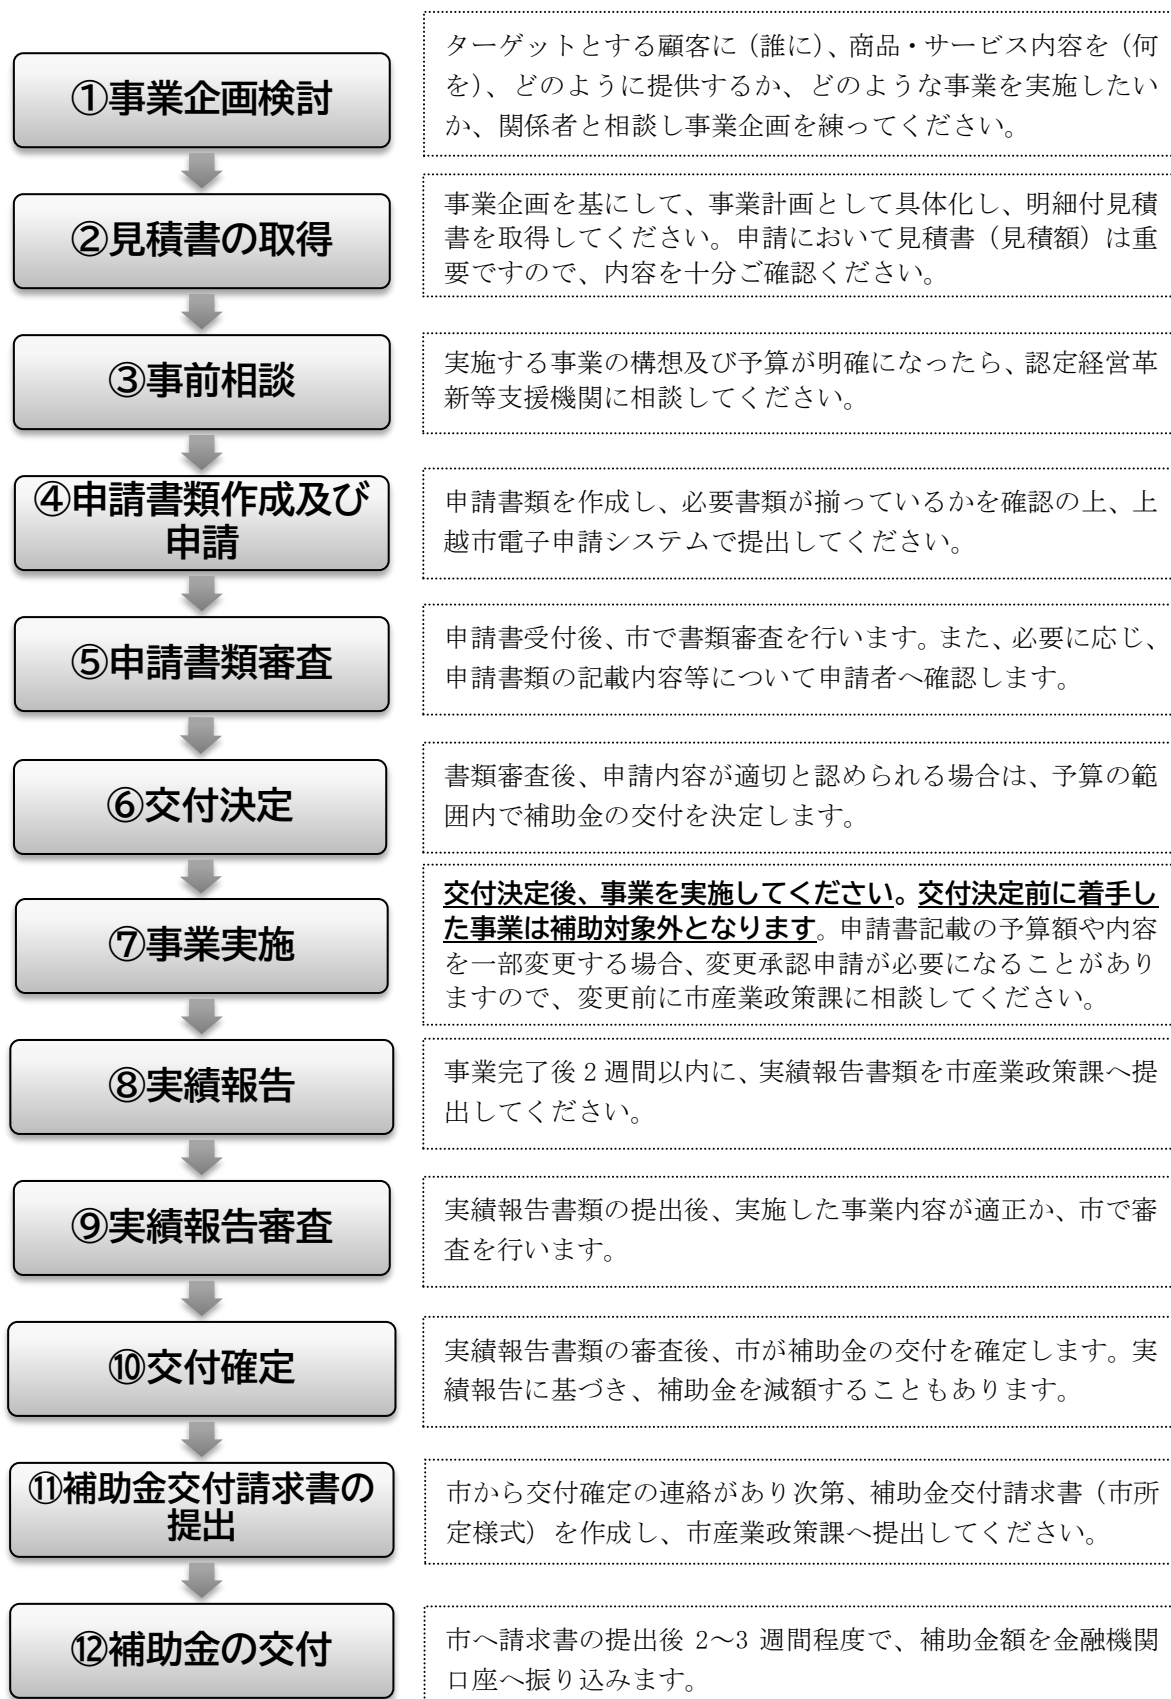 ①事業企画検討
ターゲットとする顧客に（誰に）、商品・サービス内容を（何
を）、どのように提供するか、どのような事業を実施したい
か、関係者と相談し事業企画を練ってください。
②見積書の取得
事業企画を基にして、事業計画として具体化し、明細付見積
書を取得してください。申請において見積書（見積額）は重
要ですので、内容を十分ご確認ください。
③事前相談
実施する事業の構想及び予算が明確になったら、認定経営革
新等支援機関に相談してください。
④申請書類作成及び
申請
申請書類を作成し、必要書類が揃っているかを確認の上、上
越市電子申請システムで提出してください。
⑤申請書類審査
申請書受付後、市で書類審査を行います。また、必要に応じ、
申請書類の記載内容等について申請者へ確認します。
⑥交付決定
書類審査後、申請内容が適切と認められる場合は、予算の範
囲内で補助金の交付を決定します。
⑦事業実施
交付決定後、事業を実施してください。交付決定前に着手し
た事業は補助対象外となります。申請書記載の予算額や内容
を一部変更する場合、変更承認申請が必要になることがあり
ますので、変更前に市産業政策課に相談してください。
⑧実績報告
事業完了後 2 週間以内に、実績報告書類を市産業政策課へ提
出してください。
⑨実績報告審査
実績報告書類の提出後、実施した事業内容が適正か、市で審
査を行います。
⑩交付確定
実績報告書類の審査後、市が補助金の交付を確定します。実
績報告に基づき、補助金を減額することもあります。
⑪補助金交付請求書の
提出
市から交付確定の連絡があり次第、補助金交付請求書（市所
定様式）を作成し、市産業政策課へ提出してください。
⑫補助金の交付
市へ請求書の提出後 2～3 週間程度で、補助金額を金融機関
口座へ振り込みます。